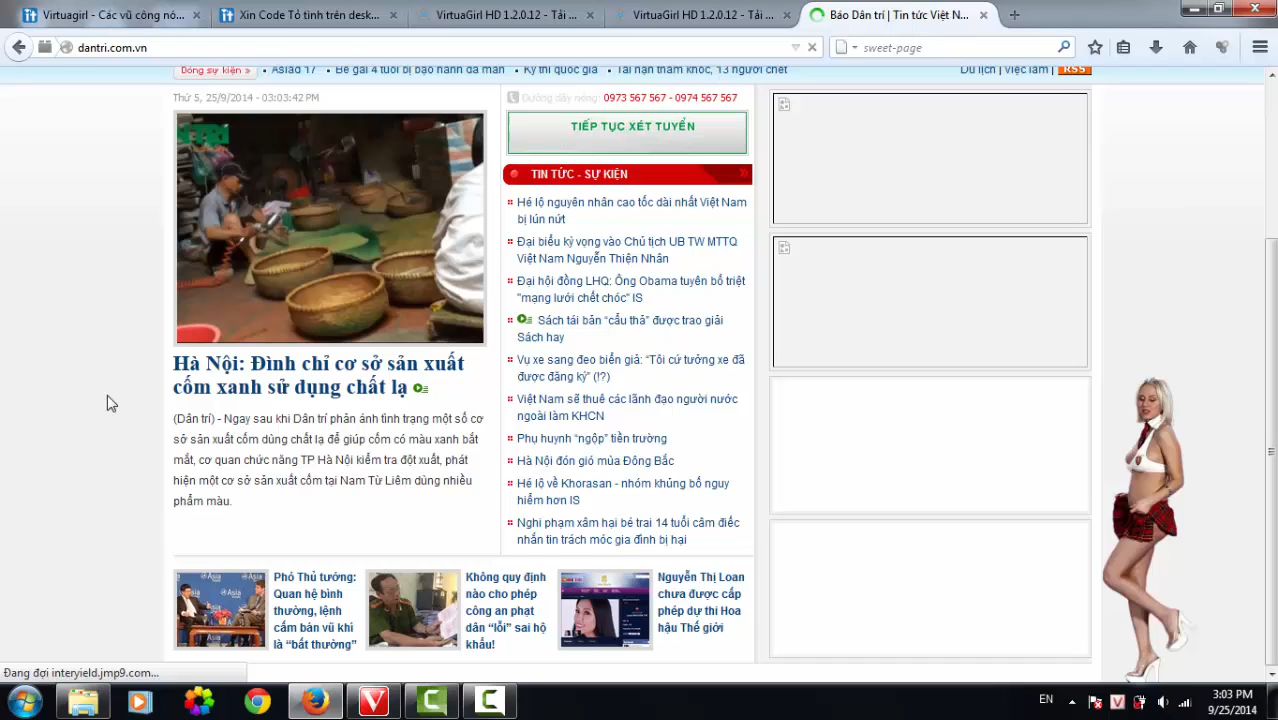 Virtuagirl - Các vũ công nó...
Xin Code Tỏ tình trên desk...
VirtuaGirl HD 1.2.0.12 - Tải ...
VirtuaGirl HD 1.2.0.12 - Tải ...
Báo Dân trí | Tin tức Việt N...
dantri.com.vn
sweet-page
Dòng sự kiện »
Asiad 17
Bé gái 4 tuổi bị bạo hành dã man
Kỳ thi quốc gia
Tai nạn thảm khốc, 13 người chết
Du lịch | Việc làm |
RSS
Thứ 5, 25/9/2014 - 03:03:42 PM
Đường dây nóng: 0973 567 567 - 0974 567 567
TIẾP TỤC XÉT TUYỂN
TIN TỨC - SỰ KIỆN
Hé lộ nguyên nhân cao tốc dài nhất Việt Nam
bị lún nứt
Đại biểu kỳ vọng vào Chủ tịch UB TW MTTQ
Việt Nam Nguyễn Thiện Nhân
Đại hội đồng LHQ: Ông Obama tuyên bố triệt
"mạng lưới chết chóc" IS
Sách tái bản “cẩu thả” được trao giải
Sách hay
Vụ xe sang đeo biển giả: “Tôi cứ tưởng xe đã
được đăng ký” (!?)
Việt Nam sẽ thuê các lãnh đạo người nước
ngoài làm KHCN
Phụ huynh “ngộp” tiền trường
Hà Nội đón gió mùa Đông Bắc
Hé lộ về Khorasan - nhóm khủng bố nguy
hiểm hơn IS
Nghi phạm xâm hại bé trai 14 tuổi câm điếc
nhắn tin trách móc gia đình bị hại
Hà Nội: Đình chỉ cơ sở sản xuất
cốm xanh sử dụng chất lạ
(Dân trí) - Ngay sau khi Dân trí phản ánh tình trạng một số cơ
sở sản xuất cốm dùng chất lạ để giúp cốm có màu xanh bắt
mắt, cơ quan chức năng TP Hà Nội kiểm tra đột xuất, phát
hiện một cơ sở sản xuất cốm tại Nam Từ Liêm dùng nhiều
phẩm màu.
Phó Thủ tướng:
Quan hệ bình
thường, lệnh
cấm bán vũ khí
là “bất thường”
Không quy định
nào cho phép
công an phạt
dân “lỗi” sai hộ
khẩu!
Nguyễn Thị Loan
chưa được cấp
phép dự thi Hoa
hậu Thế giới
Đang đợi interyield.jmp9.com...
EN
3:03 PM
9/25/2014